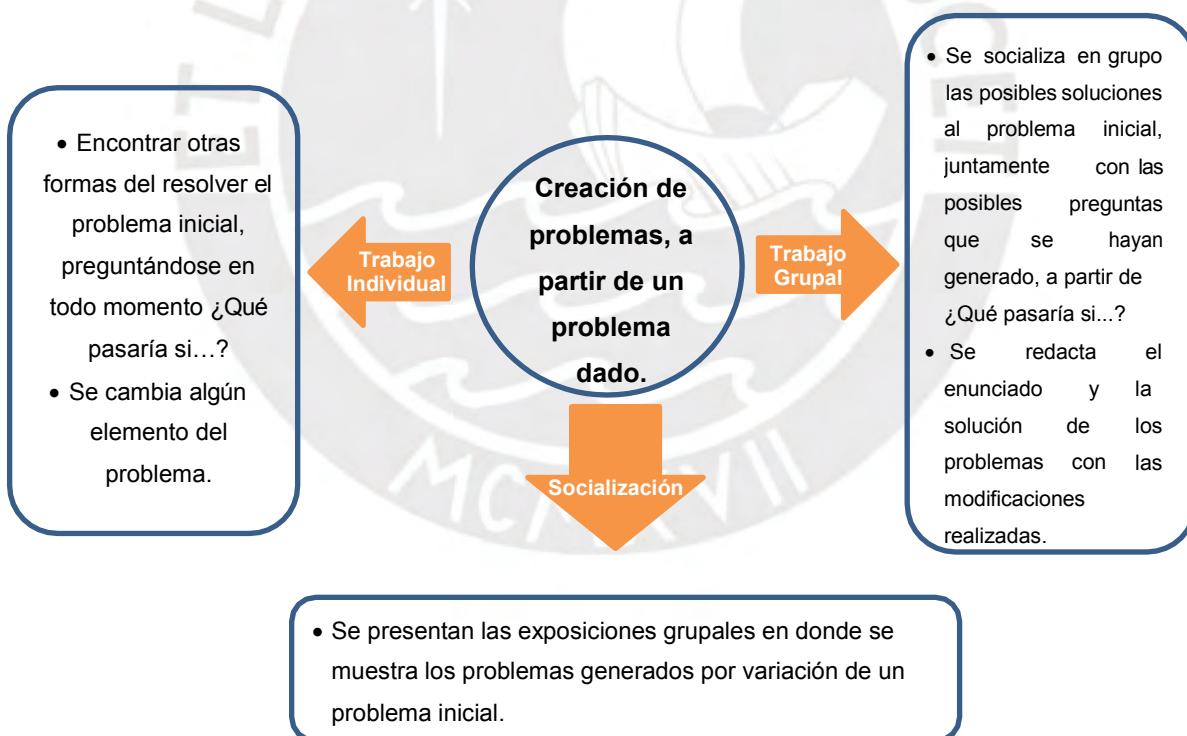 Creación de
problemas, a
partir de un
problema
dado.
Trabajo
Individual
• Encontrar otras
formas del resolver el
problema inicial,
preguntándose en
todo momento ¿Qué
pasaría si…?
• Se cambia algún
elemento del
problema.
Trabajo
Grupal
• Se socializa en grupo
las posibles soluciones
al problema inicial,
juntamente con las
posibles preguntas
que se hayan
generado, a partir de
¿Qué pasaría si...?
• Se redacta el
enunciado y la
solución de los
problemas con las
modificaciones
realizadas.
Socialización
• Se presentan las exposiciones grupales en donde se
muestra los problemas generados por variación de un
problema inicial.
ET L